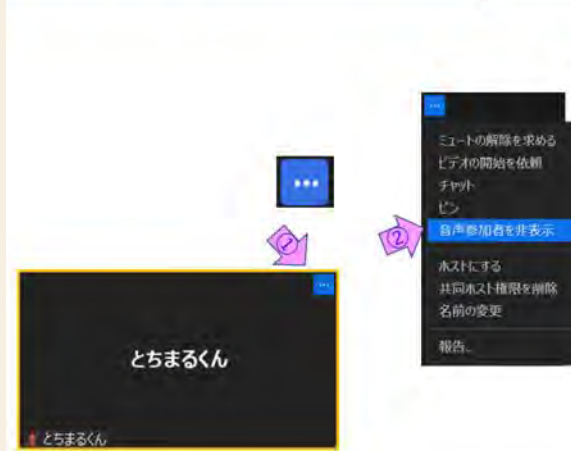 ...
①
...
とちまるくん
とちまるくん
②
...
ミュートの解除を求める
ビデオの開始を依頼
チャット
ピン
音声参加者を非表示
ホストにする
共同ホスト権限を削除
名前の変更
報告...